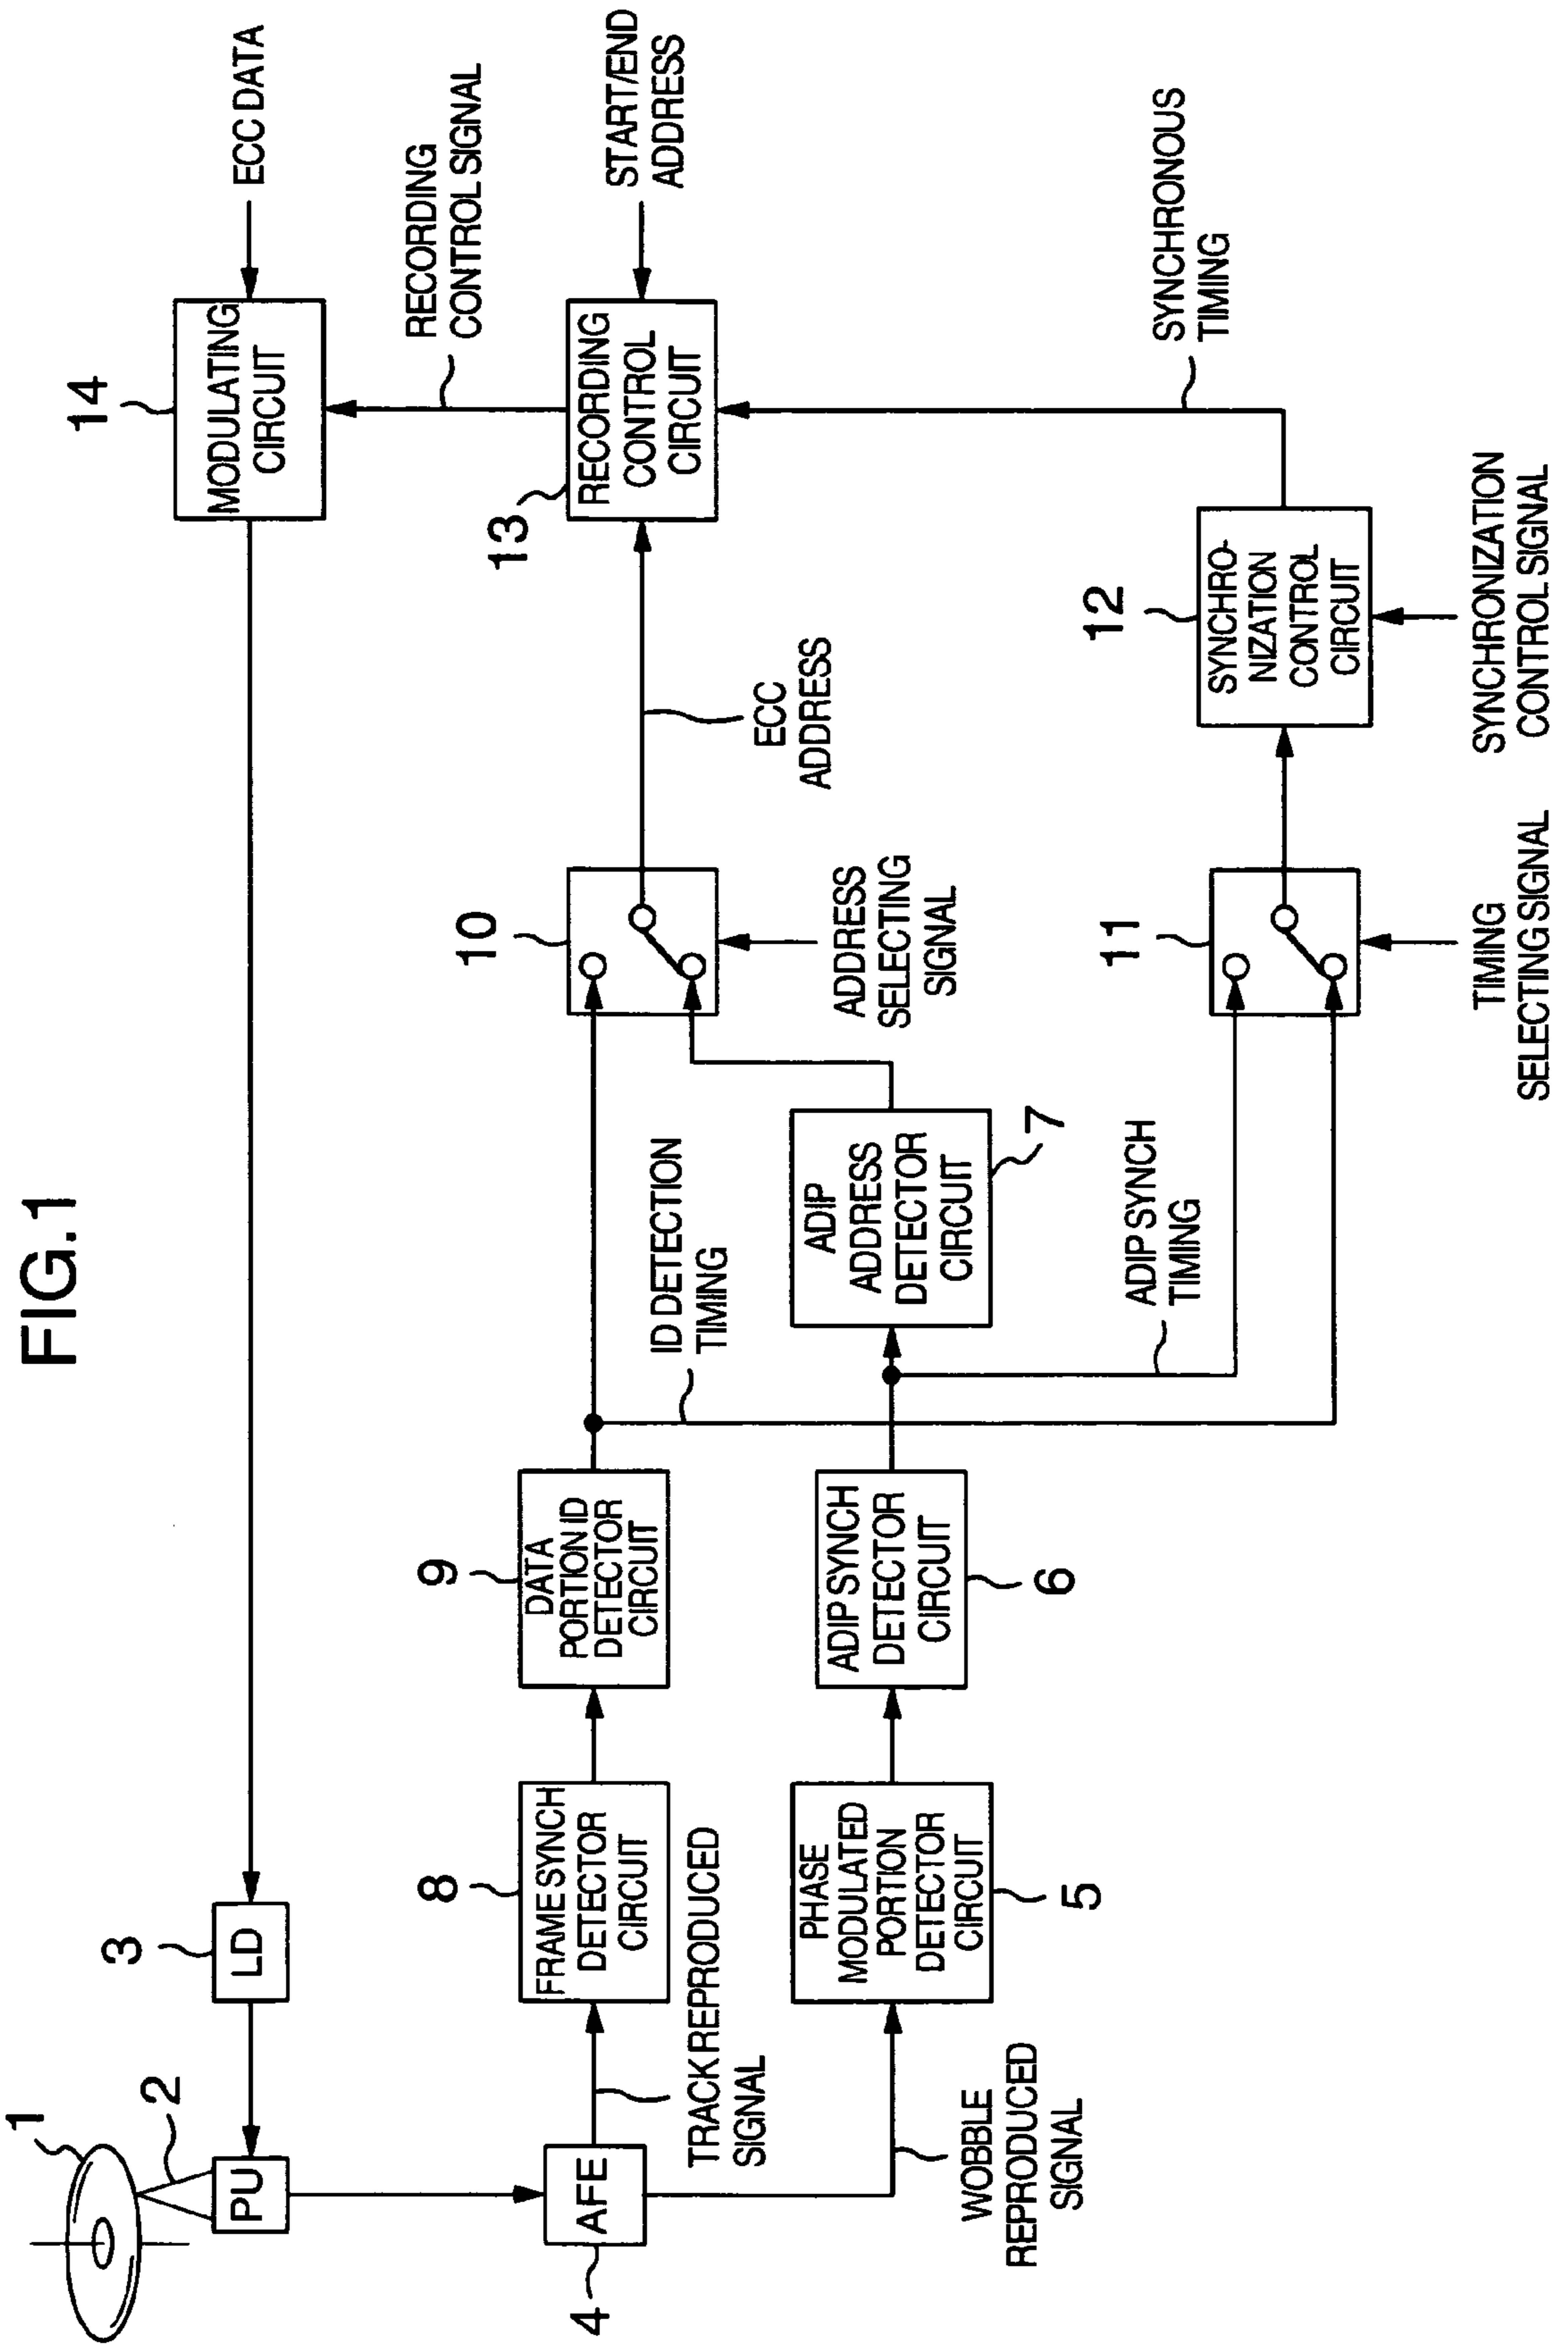 FIG.1
1
2
PU
3
LD
14
MODULATING
CIRCUIT
ECC DATA
RECORDING
CONTROL SIGNAL
4
AFE
TRACK REPRODUCED
SIGNAL
8
FRAME SYNCH
DETECTOR
CIRCUIT
9
DATA
PORTION ID
DETECTOR
CIRCUIT
ID DETECTION
TIMING
10
ADDRESS
SELECTING
SIGNAL
ECC
ADDRESS
13
RECORDING
CONTROL
CIRCUIT
START/END
ADDRESS
WOBBLE
REPRODUCED
SIGNAL
PHASE
MODULATED
PORTION
DETECTOR
CIRCUIT
5
ADIP SYNCH
DETECTOR
CIRCUIT
6
ADIP
ADDRESS
DETECTOR
CIRCUIT
7
ADIP SYNCH
TIMING
11
TIMING
SELECTING SIGNAL
12
SYNCHRO-
NIZATION
CONTROL
CIRCUIT
SYNCHRONIZATION
CONTROL SIGNAL
SYNCHRONOUS
TIMING